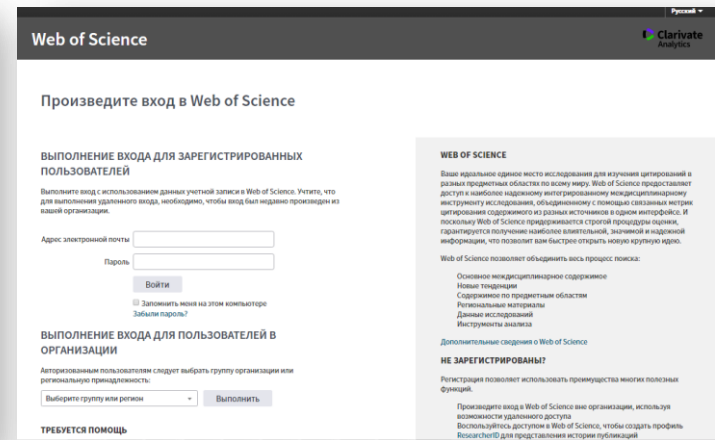 Русский
Web of Science
Clarivate
Analytics
Произведите вход в Web of Science
ВЫПОЛНЕНИЕ ВХОДА ДЛЯ ЗАРЕГИСТРИРОВАННЫХ
ПОЛЬЗОВАТЕЛЕЙ
Выполните вход с использованием данных учетной записи в Web of Science. Учтите, что
для выполнения удаленного входа, необходимо, чтобы вход был недавно произведен из
вашей организации.
Адрес электронной почты
Пароль
Войти
Запомнить меня на этом компьютере
Забыли пароль?
ВЫПОЛНЕНИЕ ВХОДА ДЛЯ ПОЛЬЗОВАТЕЛЕЙ В
ОРГАНИЗАЦИИ
Авторизованным пользователям следует выбрать группу организации или
региональную принадлежность:
Выберите группу или регион
Выполнить
ТРЕБУЕТСЯ ПОМОЩЬ
WEB OF SCIENCE
Ваше идеальное единое место исследования для изучения цитирований в
разных предметных областях по всему миру. Web of Science предоставляет
доступ к наиболее надежному интегрированному междисциплинарному
инструменту исследования, объединенному с помощью связанных метрик
цитирования содержимого из разных источников в одном интерфейсе. И
поскольку Web of Science придерживается строгой процедуры оценки,
гарантируется получение наиболее влиятельной, значимой и надежной
информации, что позволит вам быстрее открыть новую крупную идею.
Web of Science позволяет объединить весь процесс поиска:
Основное междисциплинарное содержимое
Новые тенденции
Содержимое по предметным областям
Региональные материалы
Данные исследований
Инструменты анализа
Дополнительные сведения о Web of Science
НЕ ЗАРЕГИСТРИРОВАНЫ?
Регистрация позволяет использовать преимущества многих полезных
функций.
Произведите вход в Web of Science вне организации, используя
возможности удаленного доступа
Воспользуйтесь доступом в Web of Science, чтобы создать профиль
ResearcherID для представления истории публикаций